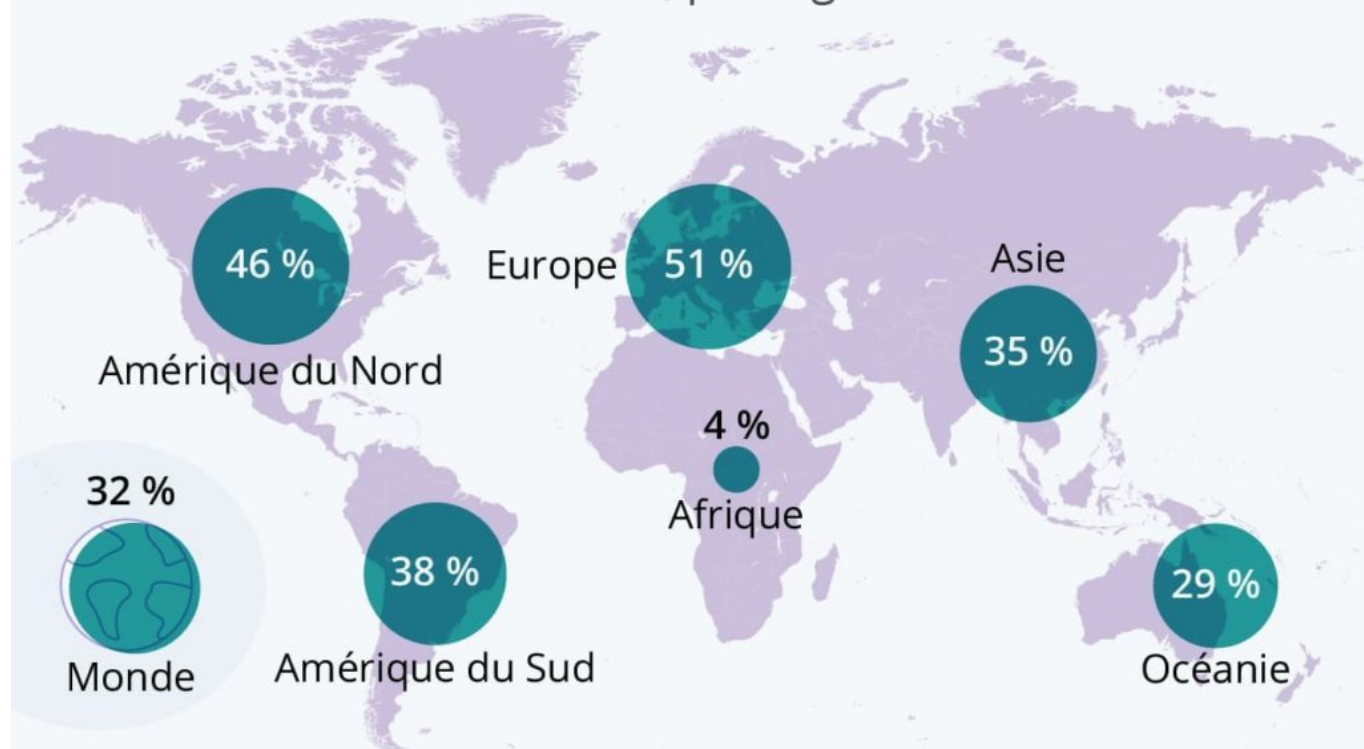 46 %
Amérique du Nord
Europe
51 %
Asie
35 %
4 %
Afrique
32 %
Monde
38 %
Amérique du Sud
29 %
Océanie